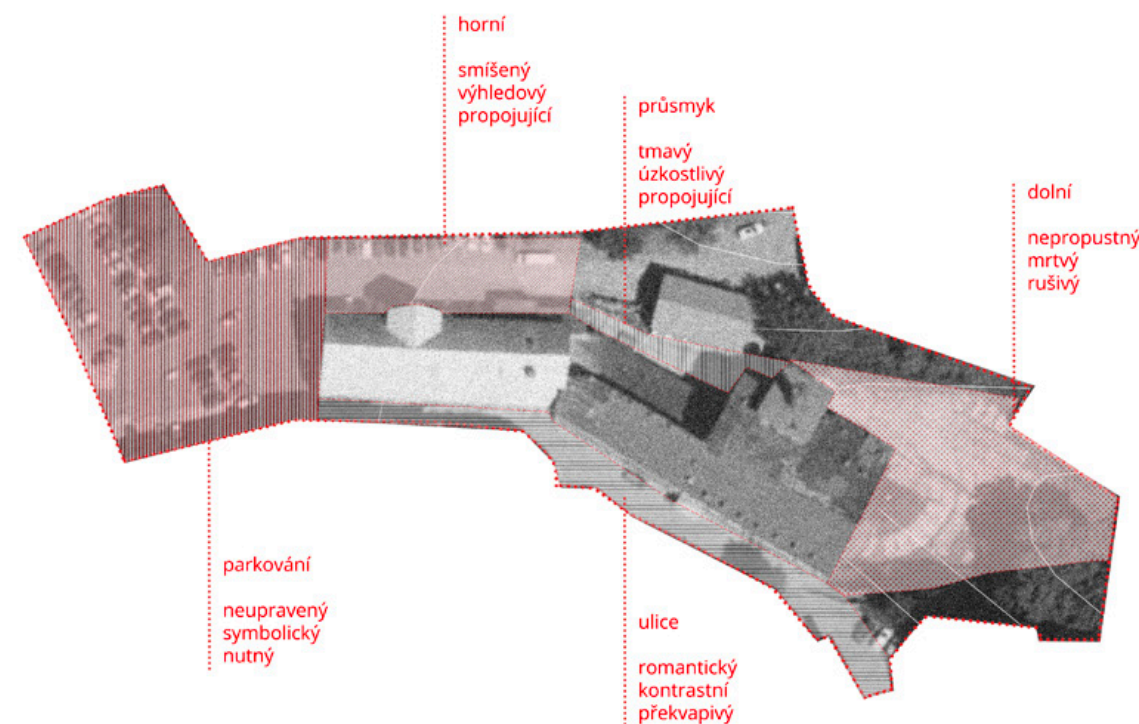 horní
smíšený
výhledový
propojující
průsmyk
tmavý
úzkostlivý
propojující
dolní
nepropustný
mrtvý
rušivý
parkování
neupravený
symbolický
nutný
ulice
romantický
kontrastní
překvapivý